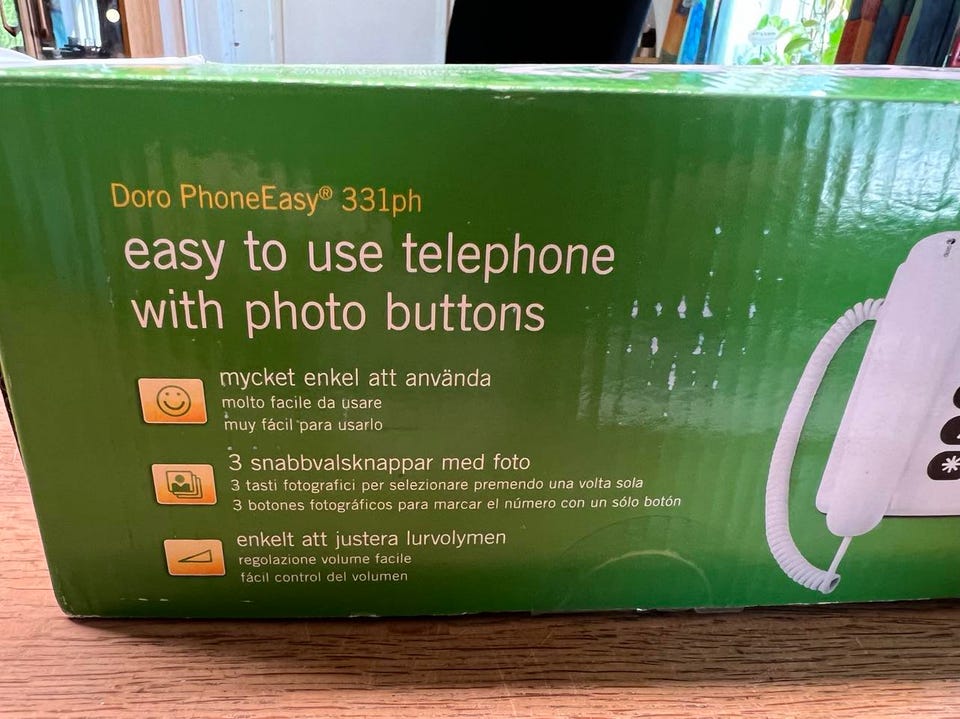 Doro PhoneEasy® 331ph
easy to use telephone
with photo buttons
mycket enkel att använda
molto facile da usare
muy fácil para usarlo
3 snabbvalsknappar med foto
3 tasti fotografici per selezionare premendo una volta sola
3 botones fotográficos para marcar el número con un sólo botón
enkelt att justera lurvolymen
regolazione volume facile
fácil control del volumen
doro
*